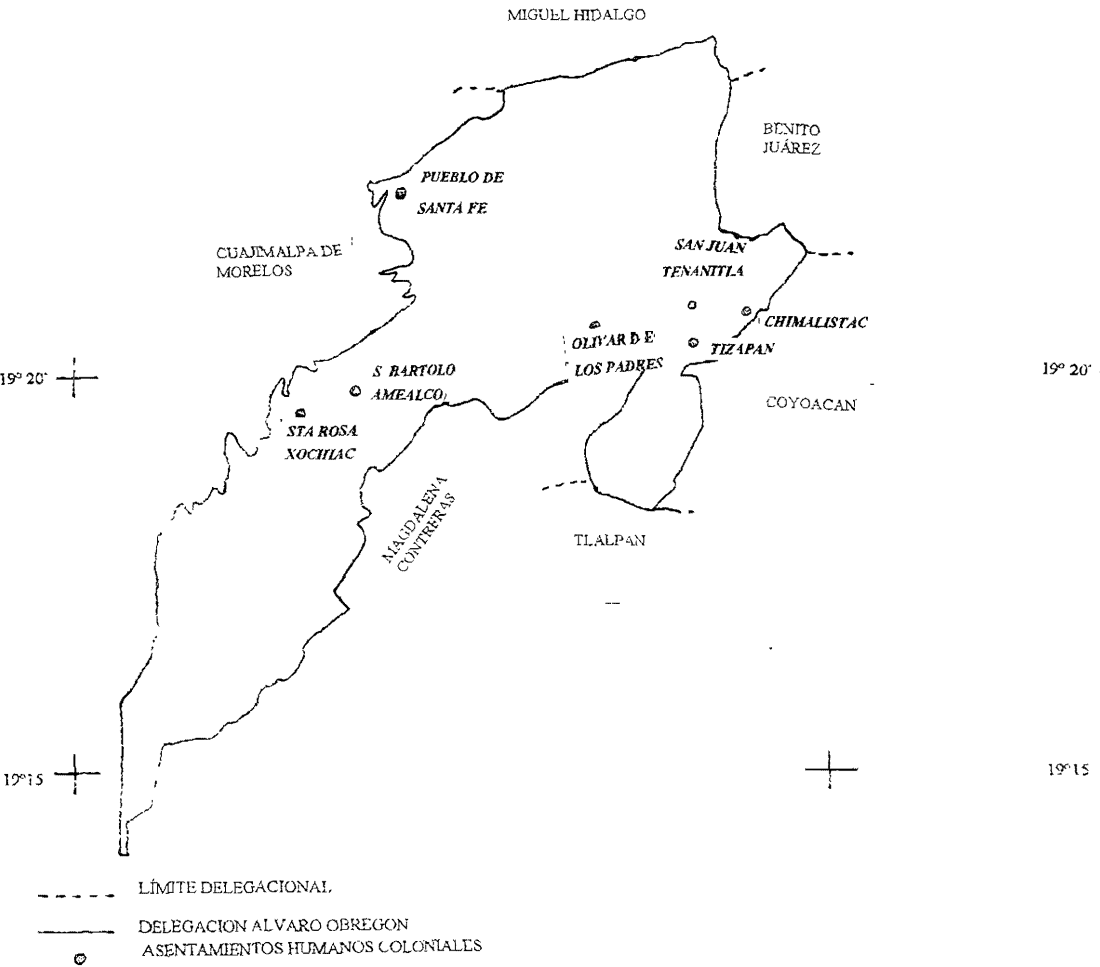 MIGUEL HIDALGO
BENITO
JUÁREZ
PUEBLO DE
SANTA FE
CUAJIMALPA DE
MORELOS
SAN JUAN
TENANITLA
CHIMALISTAC
OLIVAR DE
LOS PADRES
TIZAPAN
19° 20'
19° 20'
S BARTOLO
AMEALCO
COYOACAN
STA ROSA
XOCHIAC
MAGDALENA
CONTRERAS
TLALPAN
19°15
19°15
LÍMITE DELEGACIONAL
DELEGACION ALVARO OBREGON
ASENTAMIENTOS HUMANOS COLONIALES